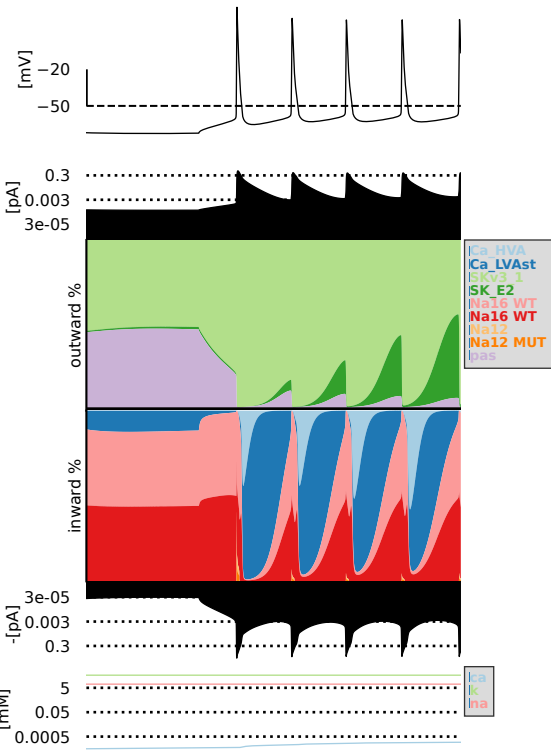 [mV]
−20
−50
[pA]
0.3
0.003
3e-05
outward %
Ca_HVA
Ca_LVAst
SKv3_1
SK_E2
Na16 WT
Na16 WT
Na12
Na12 MUT
pas
inward %
-[pA]
3e-05
0.003
0.3
[mM]
5
0.05
0.0005
ca
k
na